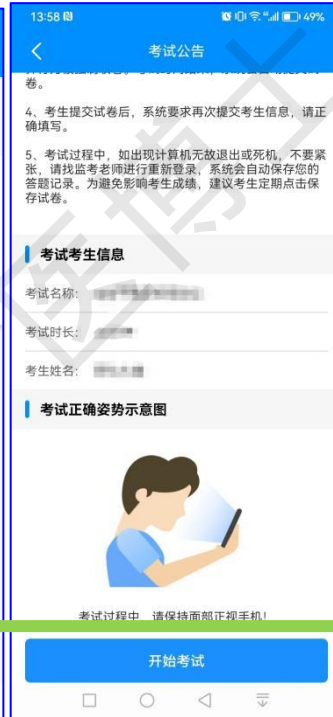 13:58
49%
考试公告
卷。
4、考生提交试卷后，系统要求再次提交考生信息，请正
确填写。
5、考试过程中，如出现计算机无故退出或死机，不要紧
张，请找监考老师进行重新登录，系统会自动保存您的
答题记录。为避免影响考生成绩，建议考生定期点击保
存试卷。
考试考生信息
考试名称：
考试时长：
考生姓名：
考试正确姿势示意图
考试过程中，请保持面部正视手机！
开始考试
医博士